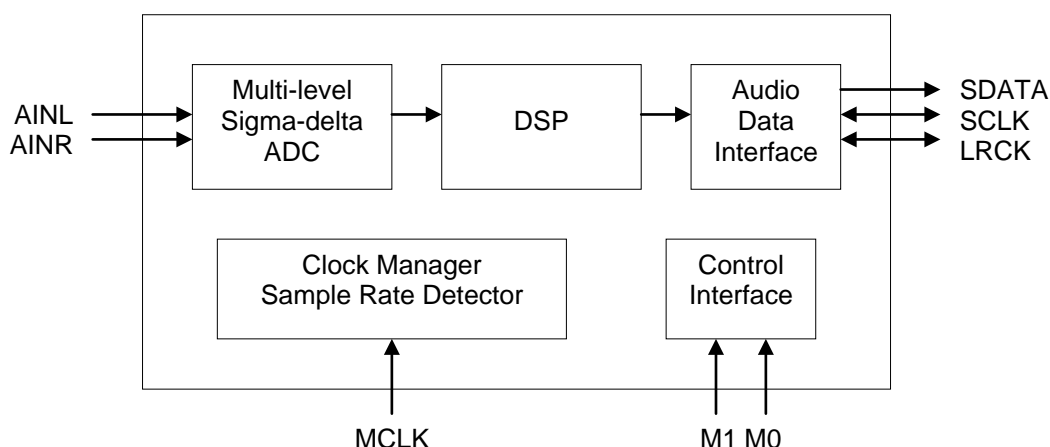 AINL
AINR
Multi-level
Sigma-delta
ADC
DSP
Audio
Data
Interface
SDATA
SCLK
LRCK
Clock Manager
Sample Rate Detector
Control
Interface
MCLK
M1 M0